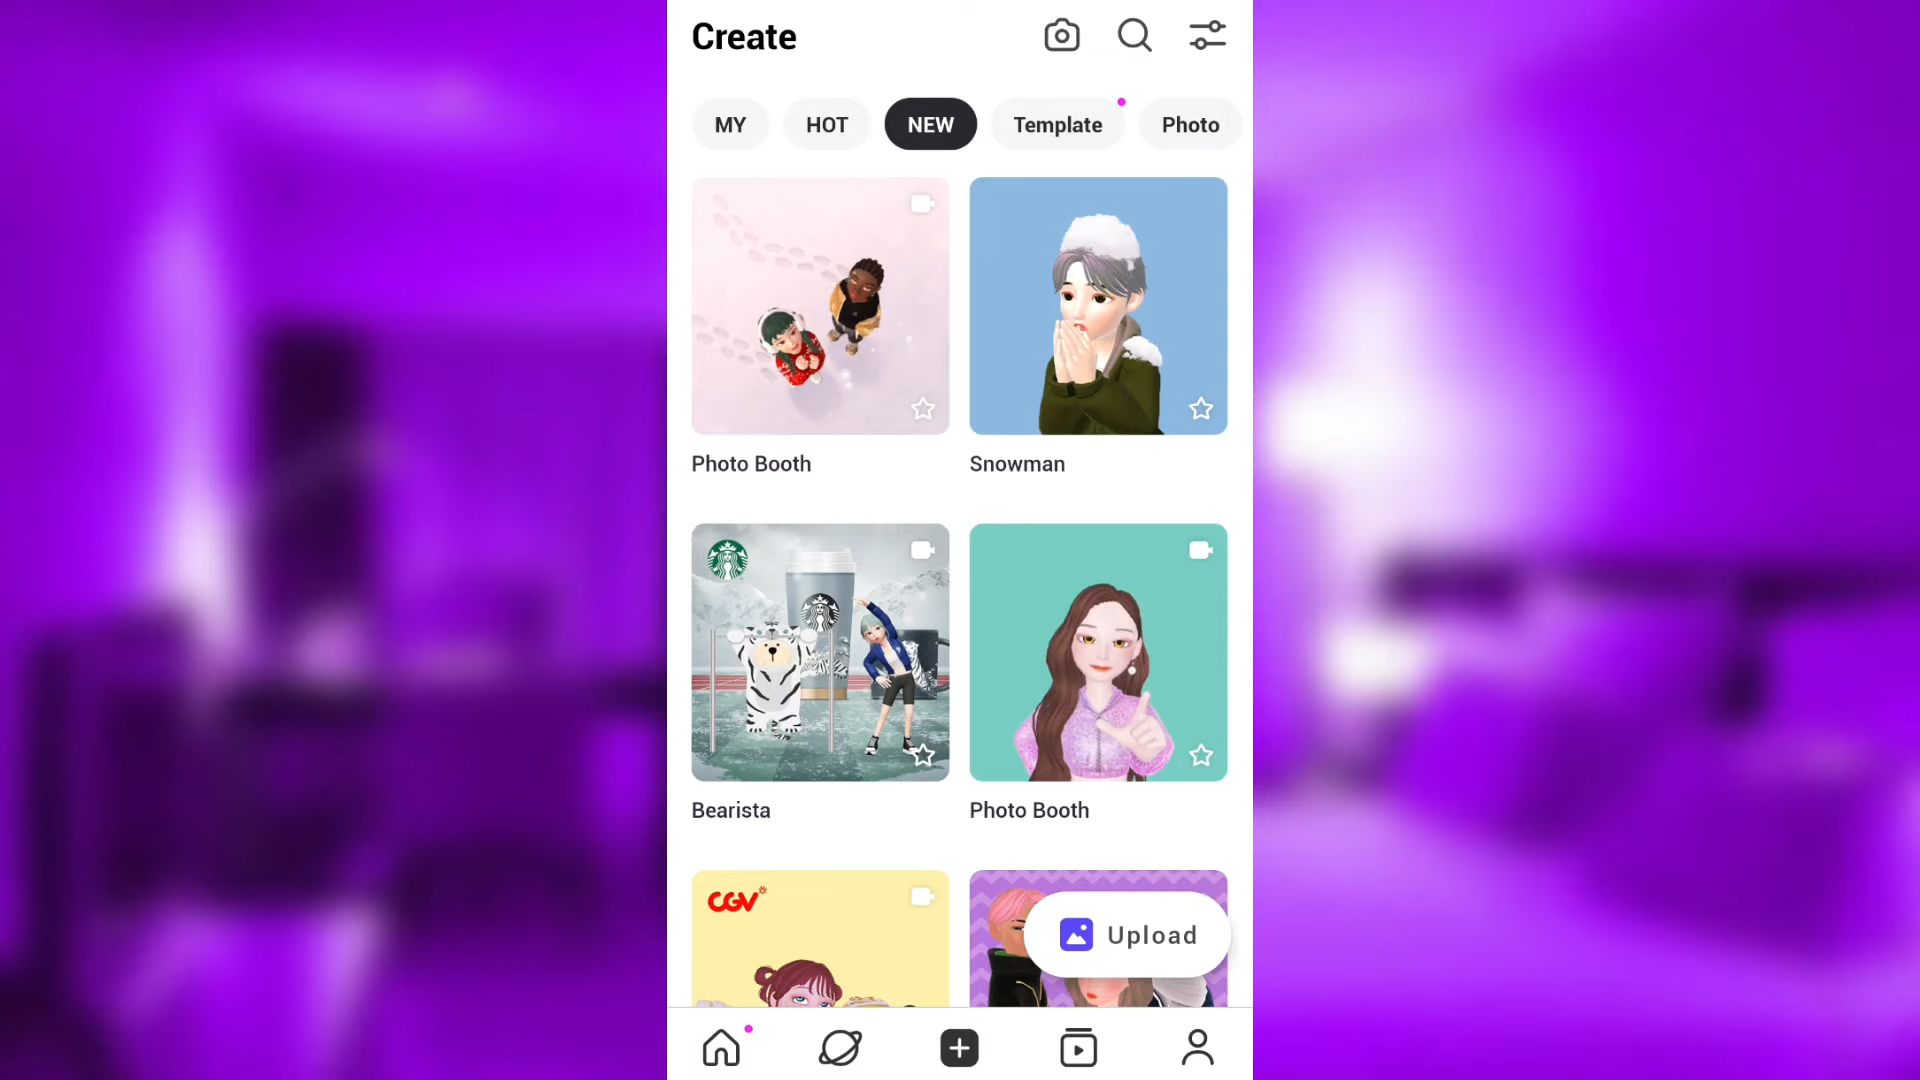 Create
MY HOT NEW Template Photo
Photo Booth
Snowman
Bearista
Photo Booth
CGV
Upload